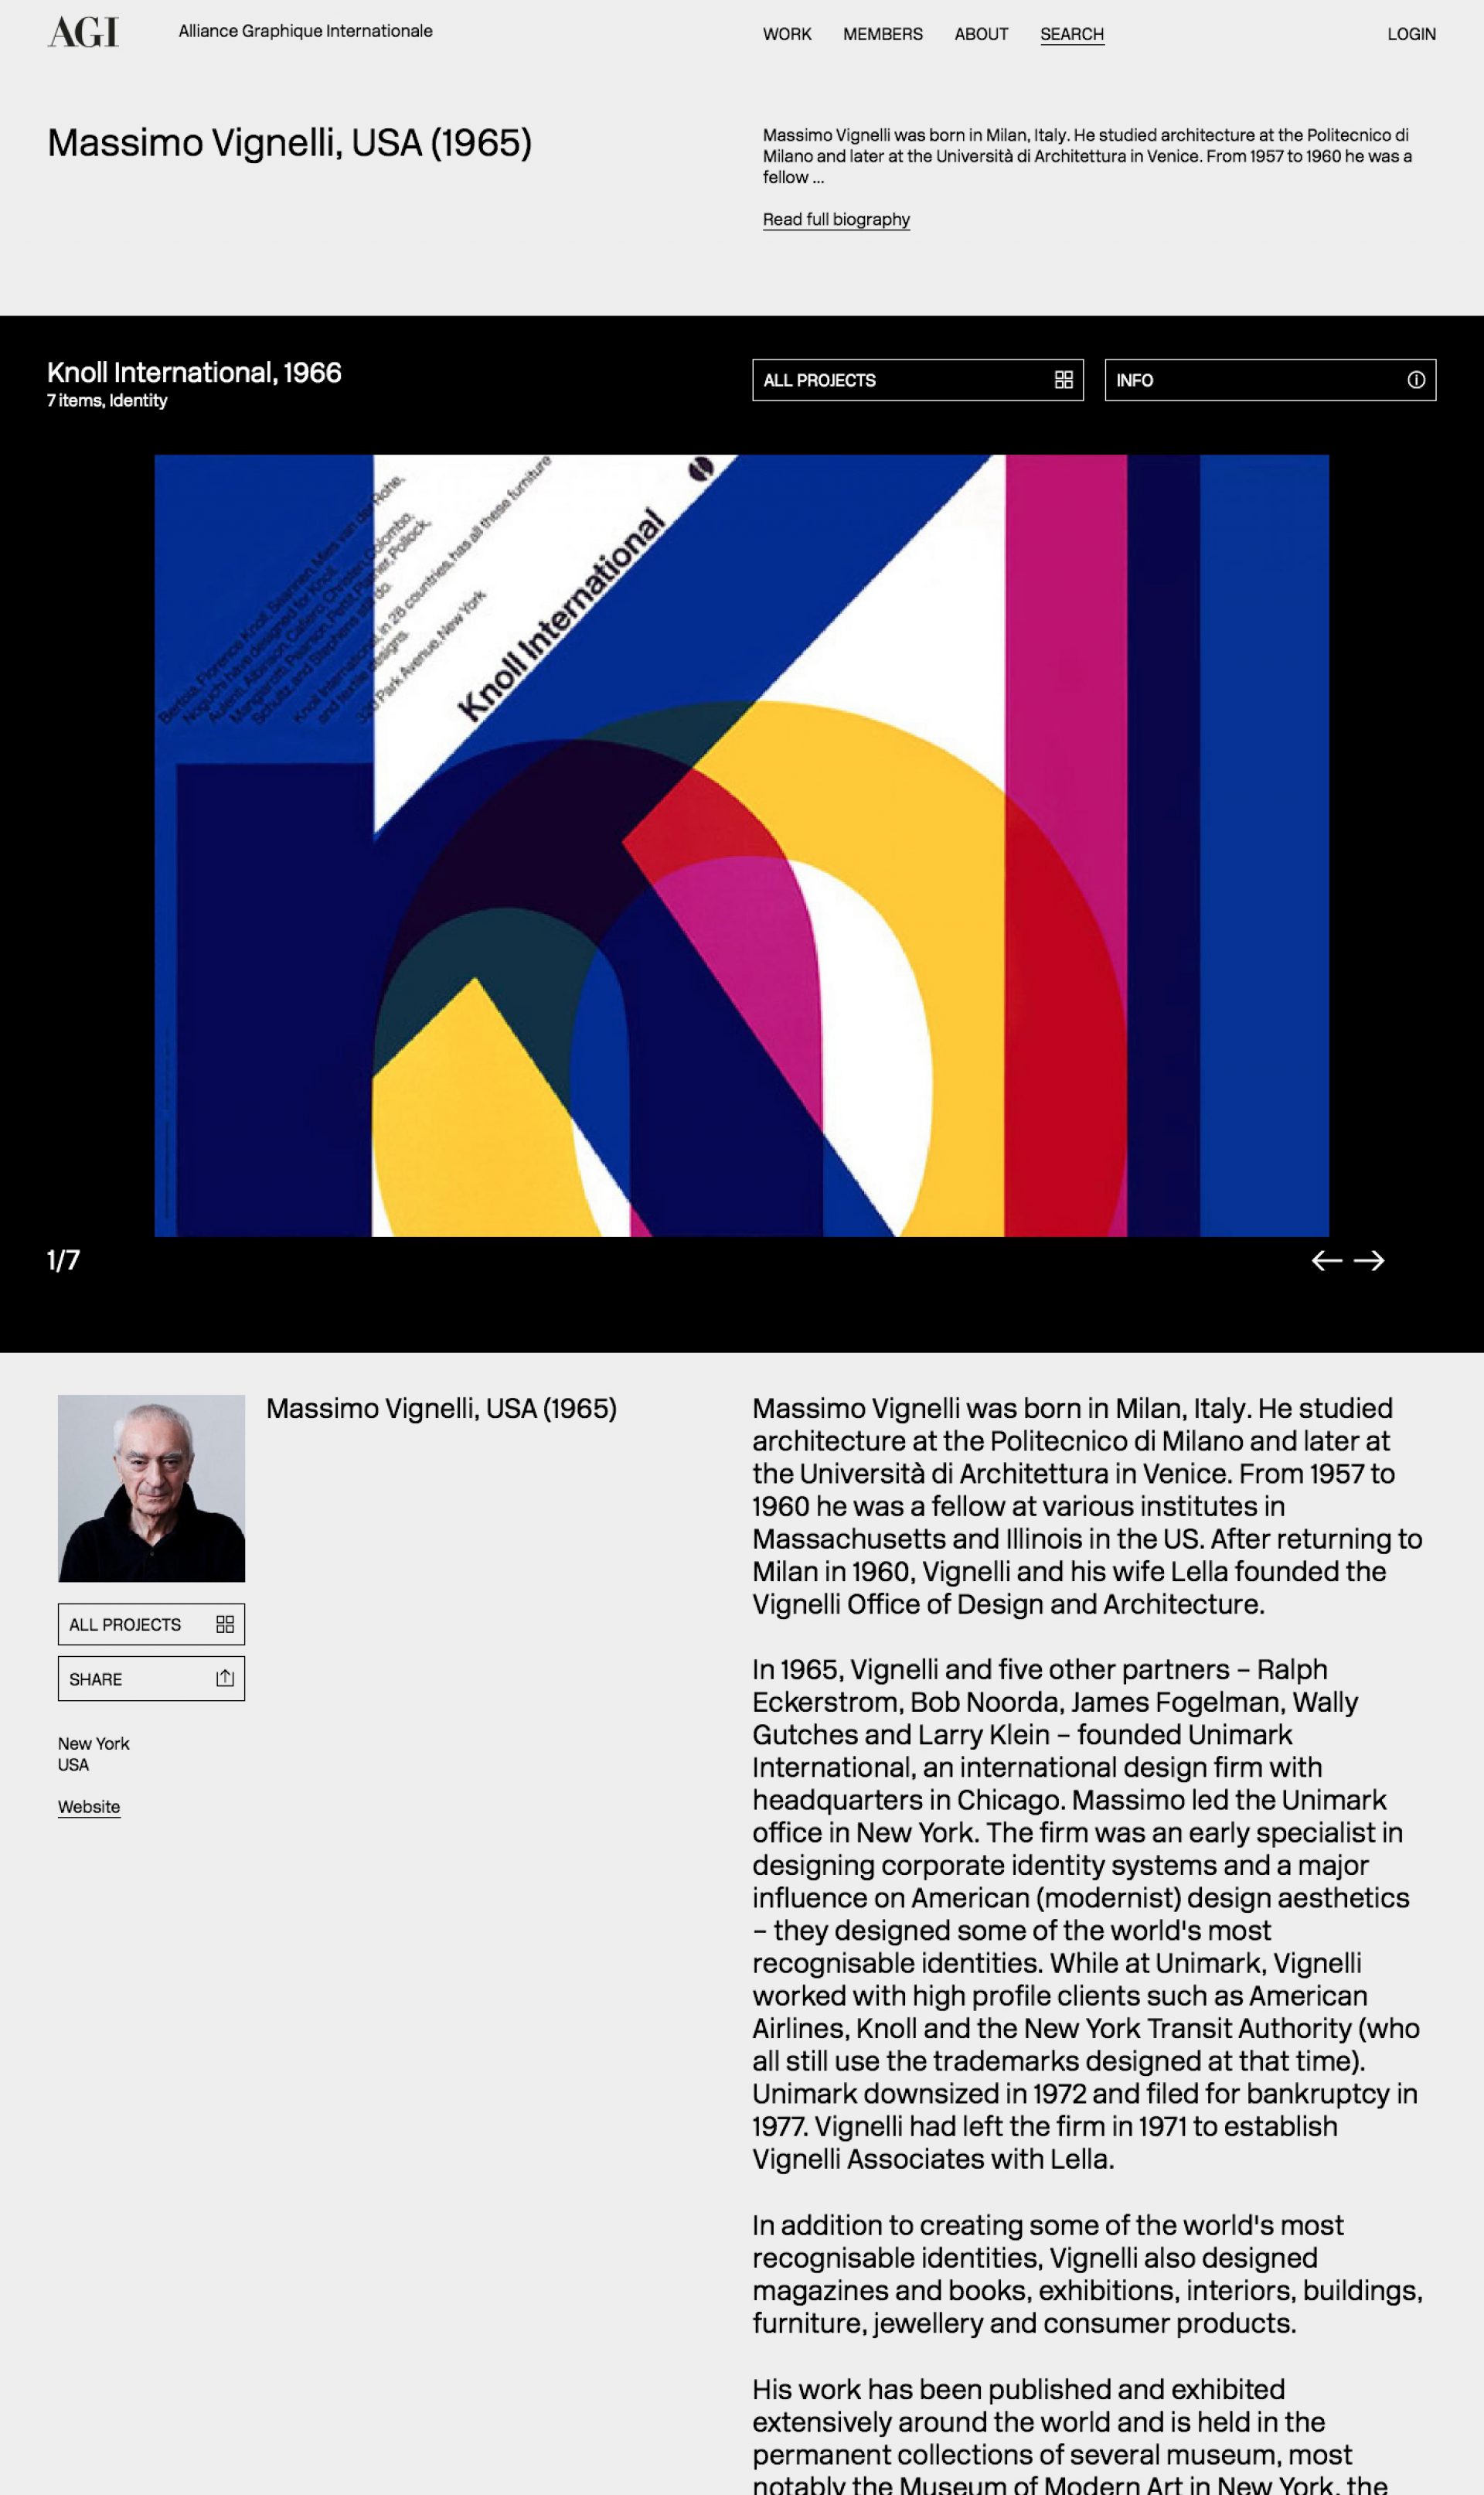 AGI
Alliance Graphique Internationale
WORK
MEMBERS
ABOUT
SEARCH
LOGIN
Massimo Vignelli, USA (1965)
Massimo Vignelli was born in Milan, Italy. He studied architecture at the Politecnico di
Milano and later at the Università di Architettura in Venice. From 1957 to 1960 he was a
fellow ...
Read full biography
Knoll International, 1966
7 items, Identity
ALL PROJECTS
INFO
Bertoia, Florence Knoll, Saarinen, Mies van der Rohe,
Noguchi have designed for Knoll.
Aulenti, Albinson, Cafiero, Christen, Colombo,
Mangiarotti, Pearson, Petit, Platner, Pollock,
Schultz and Stephens still do.
Knoll International, in 28 countries, has all these furniture
and textile designs.
320 Park Avenue, New York
Knoll International
1/7
Massimo Vignelli, USA (1965)
ALL PROJECTS
SHARE
New York
USA
Website
Massimo Vignelli was born in Milan, Italy. He studied
architecture at the Politecnico di Milano and later at
the Università di Architettura in Venice. From 1957 to
1960 he was a fellow at various institutes in
Massachusetts and Illinois in the US. After returning to
Milan in 1960, Vignelli and his wife Lella founded the
Vignelli Office of Design and Architecture.
In 1965, Vignelli and five other partners – Ralph
Eckerstrom, Bob Noorda, James Fogelman, Wally
Gutches and Larry Klein – founded Unimark
International, an international design firm with
headquarters in Chicago. Massimo led the Unimark
office in New York. The firm was an early specialist in
designing corporate identity systems and a major
influence on American (modernist) design aesthetics
– they designed some of the world's most
recognisable identities. While at Unimark, Vignelli
worked with high profile clients such as American
Airlines, Knoll and the New York Transit Authority (who
all still use the trademarks designed at that time).
Unimark downsized in 1972 and filed for bankruptcy in
1977. Vignelli had left the firm in 1971 to establish
Vignelli Associates with Lella.
In addition to creating some of the world's most
recognisable identities, Vignelli also designed
magazines and books, exhibitions, interiors, buildings,
furniture, jewellery and consumer products.
His work has been published and exhibited
extensively around the world and is held in the
permanent collections of several museum, most
notably the Museum of Modern Art in New York, the